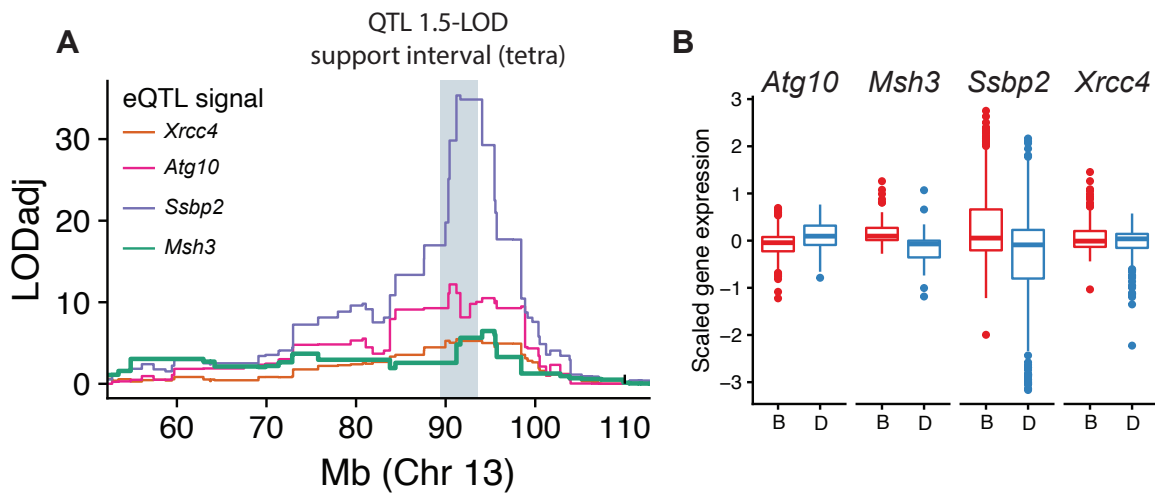 A
QTL 1.5-LOD
support interval (tetra)
eQTL signal
Xrcc4
Atg10
Ssbp2
Msh3
LODadj
30
20
10
0
60 70 80 90 100 110
Mb (Chr 13)
B
Atg10 Msh3 Ssbp2 Xrcc4
Scaled gene expression
3
2
1
0
−1
−2
−3
B D B D B D B D